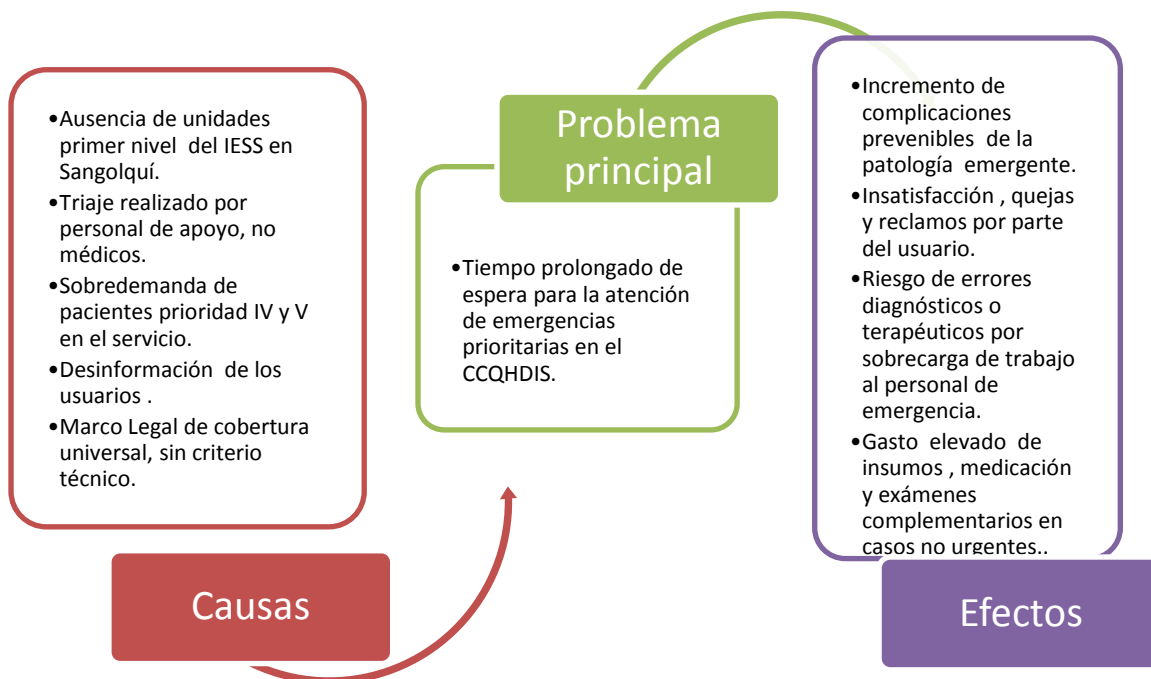 •Ausencia de unidades
primer nivel del IESS en
Sangolquí.
•Triaje realizado por
personal de apoyo, no
médicos.
•Sobredemanda de
pacientes prioridad IV y V
en el servicio.
•Desinformación de los
usuarios .
•Marco Legal de cobertura
universal, sin criterio
técnico.
Causas
Problema
principal
•Tiempo prolongado de
espera para la atención
de emergencias
prioritarias en el
CCQHDIS.
•Incremento de
complicaciones
prevenibles de la
patología emergente.
•Insatisfacción , quejas
y reclamos por parte
del usuario.
•Riesgo de errores
diagnósticos o
terapéuticos por
sobrecarga de trabajo
al personal de
emergencia.
•Gasto elevado de
insumos , medicación
y exámenes
complementarios en
casos no urgentes..
Efectos